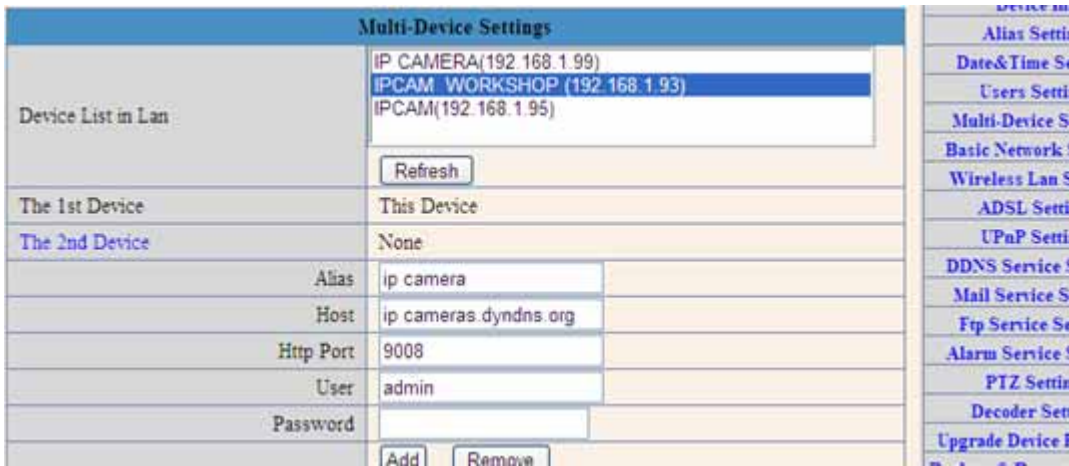 Multi-Device Settings
Device List in Lan
IP CAMERA(192.168.1.99)
IPCAM WORKSHOP (192.168.1.93)
IPCAM(192.168.1.95)
Refresh
The 1st Device This Device
The 2nd Device None
Alias ip camera
Host ip cameras.dyndns.org
Http Port 9008
User admin
Password
Add Remove
Device In
Alias Setti
Date&Time Se
Users Setti
Multi-Device S
Basic Network
Wireless Lan S
ADSL Setti
UPnP Setti
DDNS Service
Mail Service S
Ftp Service Se
Alarm Service
PTZ Settin
Decoder Sett
Upgrade Device